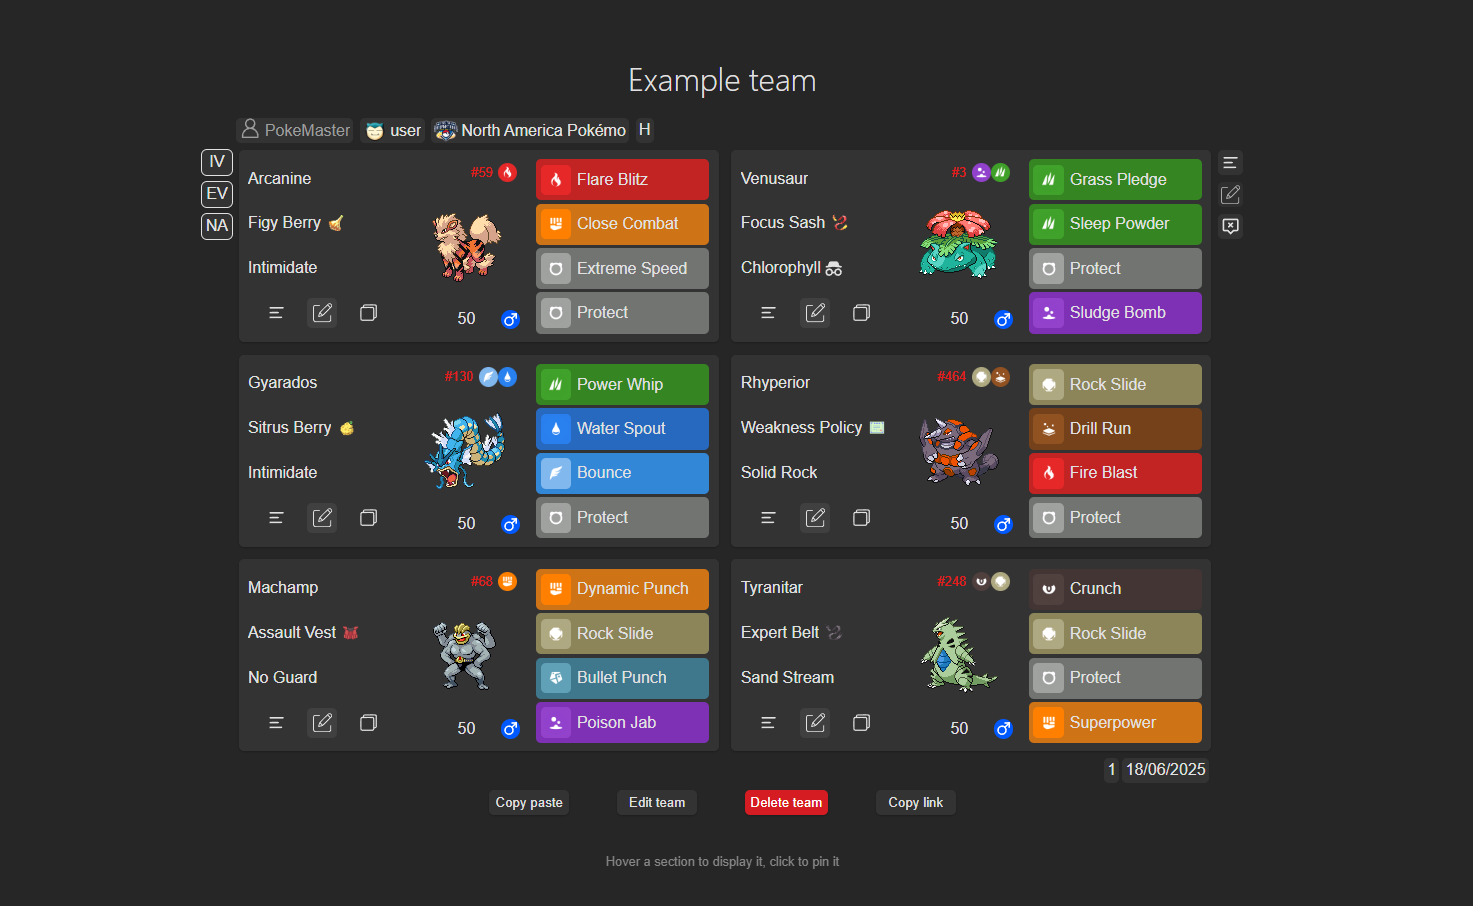 Example team
PokeMaster user North America Pokémo H
IV
EV
NA
Arcanine #59
Figy Berry
Intimidate
50
Flare Blitz
Close Combat
Extreme Speed
Protect
Venusaur #3
Focus Sash
Chlorophyll
50
Grass Pledge
Sleep Powder
Protect
Sludge Bomb
Gyarados #130
Sitrus Berry
Intimidate
50
Power Whip
Water Spout
Bounce
Protect
Rhyperior #464
Weakness Policy
Solid Rock
50
Rock Slide
Drill Run
Fire Blast
Protect
Machamp #68
Assault Vest
No Guard
50
Dynamic Punch
Rock Slide
Bullet Punch
Poison Jab
Tyranitar #248
Expert Belt
Sand Stream
50
Crunch
Rock Slide
Protect
Superpower
1 18/06/2025
Copy paste Edit team Delete team Copy link
Hover a section to display it, click to pin it